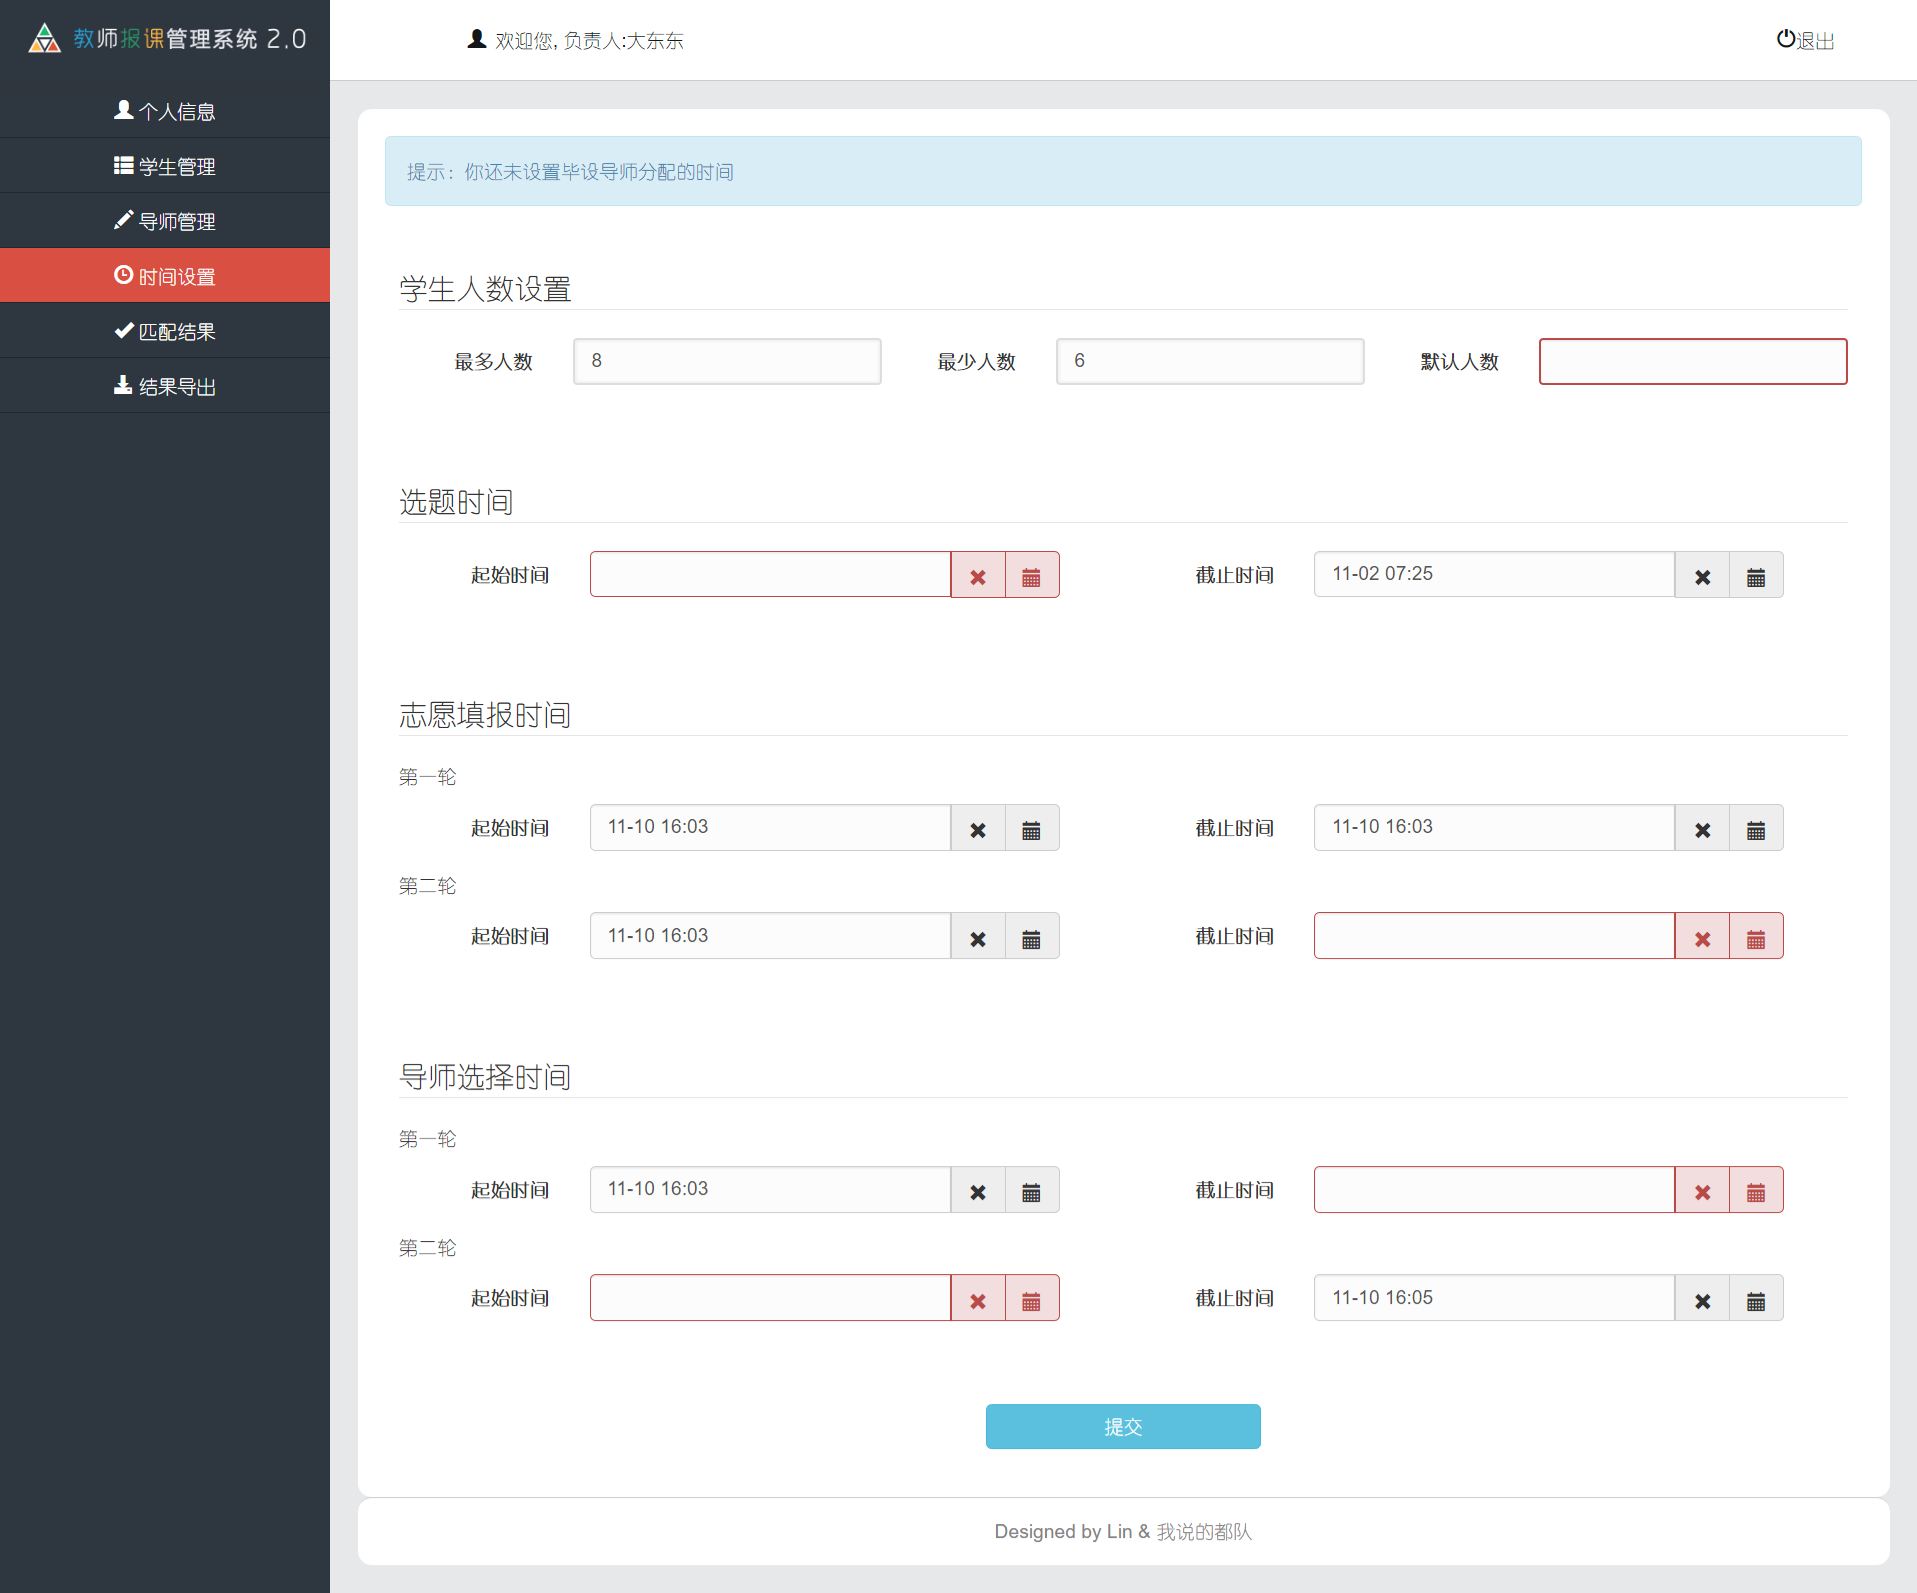 教师报课管理系统 2.0
欢迎您, 负责人:大东东
退出
个人信息
学生管理
导师管理
时间设置
匹配结果
结果导出
提示：你还未设置毕设导师分配的时间
学生人数设置
最多人数 8 最少人数 6 默认人数
选题时间
起始时间 截止时间 11-02 07:25
志愿填报时间
第一轮
起始时间 11-10 16:03 截止时间 11-10 16:03
第二轮
起始时间 11-10 16:03 截止时间
导师选择时间
第一轮
起始时间 11-10 16:03 截止时间
第二轮
起始时间 截止时间 11-10 16:05
提交
Designed by Lin & 我说的都队